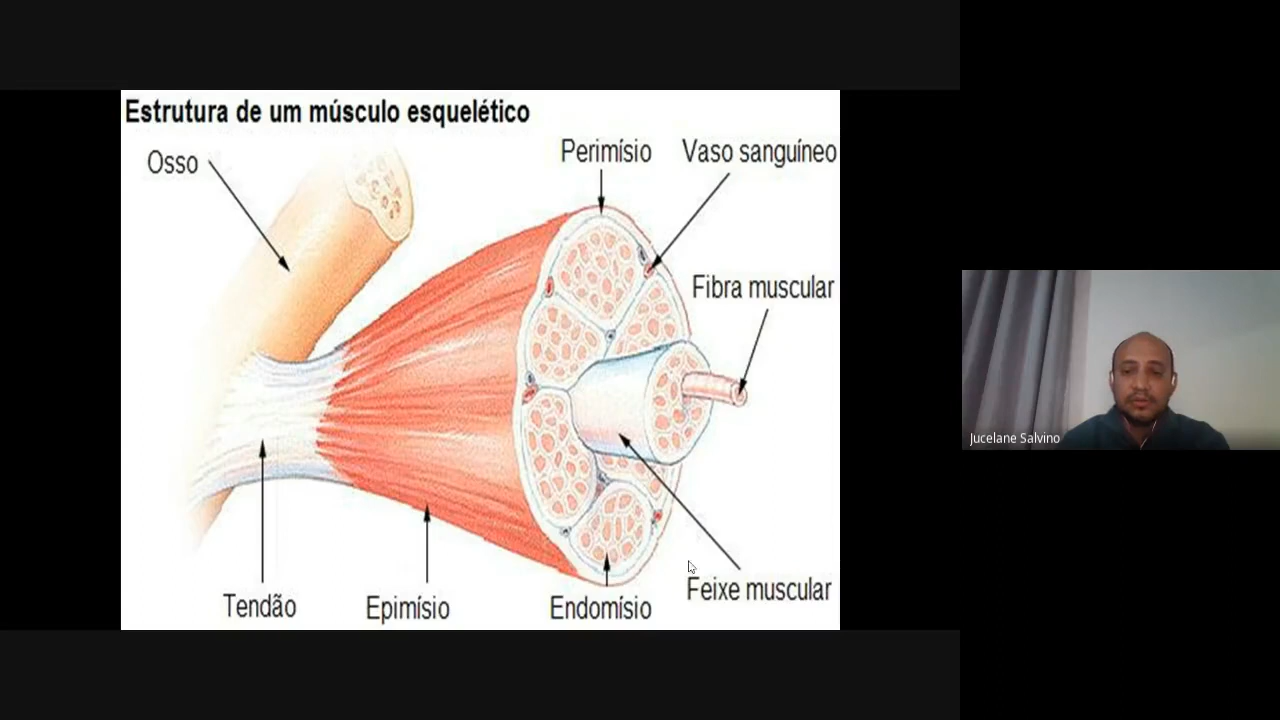 Estrutura de um músculo esquelético
Osso
Perimísio
Vaso sanguíneo
Fibra muscular
Jucelane Salvino
Feixe muscular
Tendão
Epimísio
Endomísio